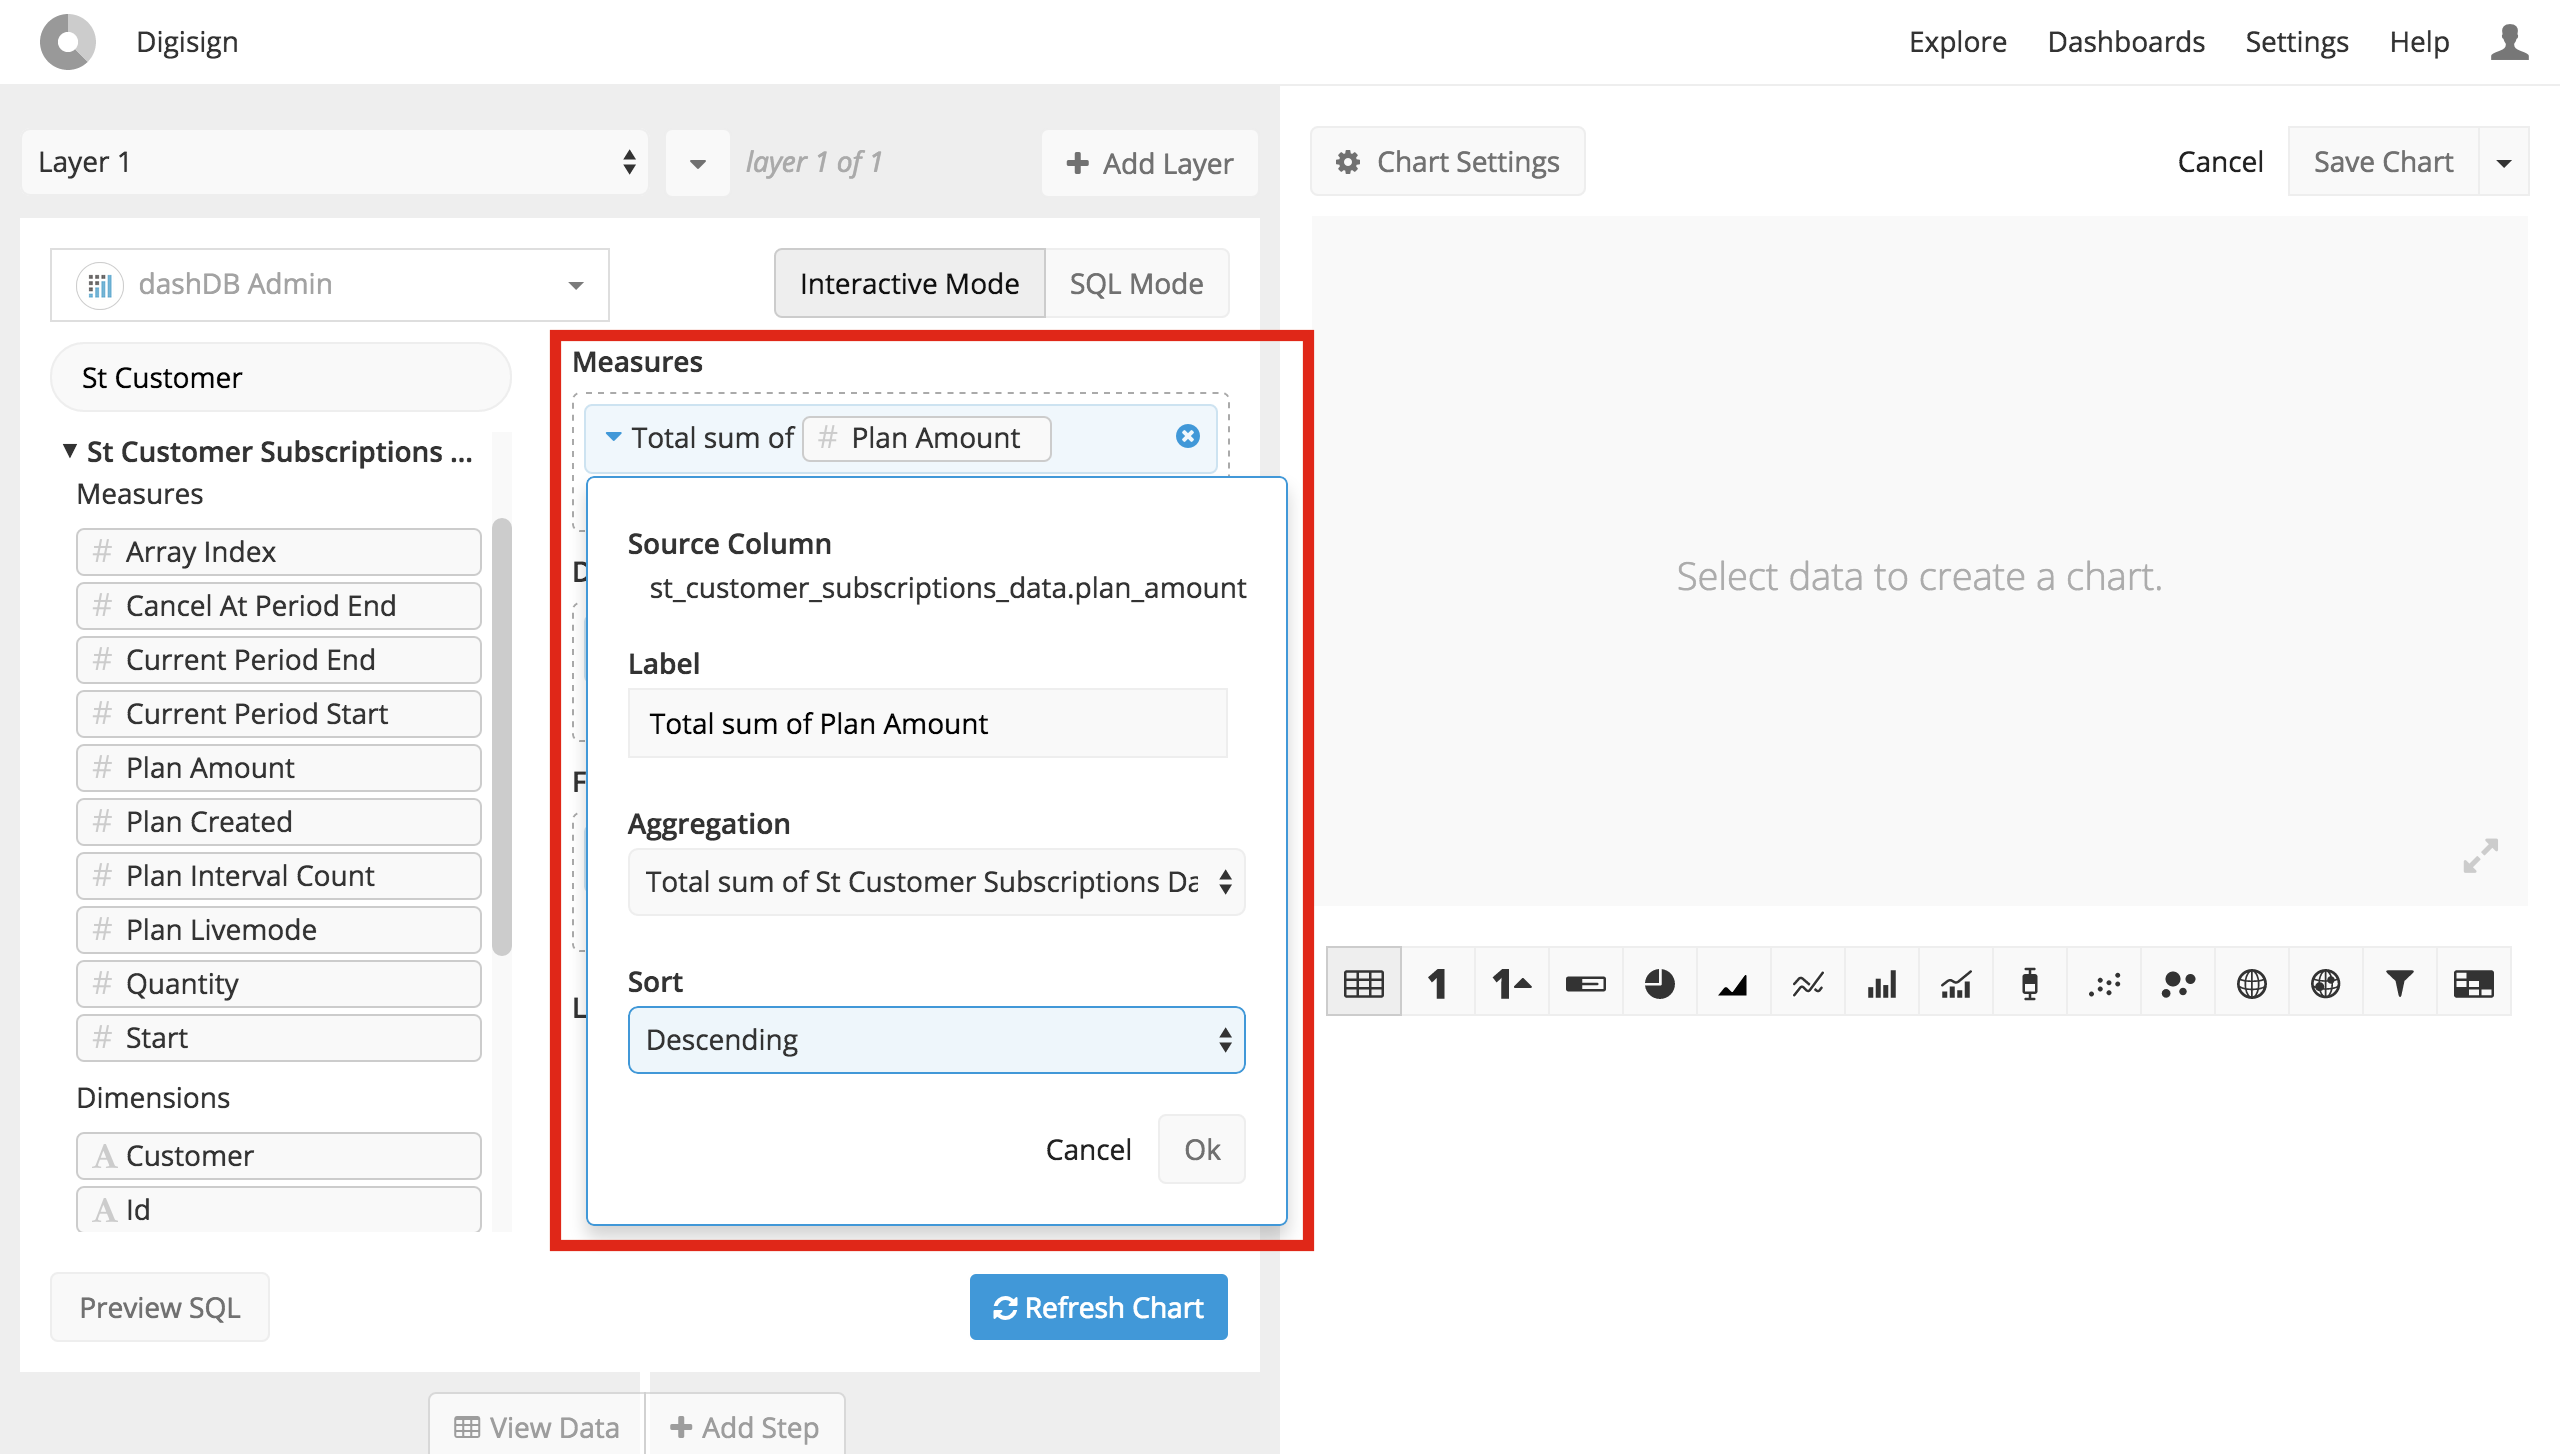 Digisign
Explore Dashboards Settings Help
Layer 1
layer 1 of 1
Add Layer
Chart Settings
Cancel
Save Chart
dashDB Admin
Interactive Mode
SQL Mode
St Customer
St Customer Subscriptions ...
Measures
# Array Index
# Cancel At Period End
# Current Period End
# Current Period Start
# Plan Amount
# Plan Created
# Plan Interval Count
# Plan Livemode
# Quantity
# Start
Dimensions
A Customer
A Id
Measures
Total sum of # Plan Amount
Source Column
st_customer_subscriptions_data.plan_amount
Label
Total sum of Plan Amount
Aggregation
Total sum of St Customer Subscriptions Da
Sort
Descending
Cancel
Ok
Select data to create a chart.
1
1
Preview SQL
Refresh Chart
View Data
Add Step